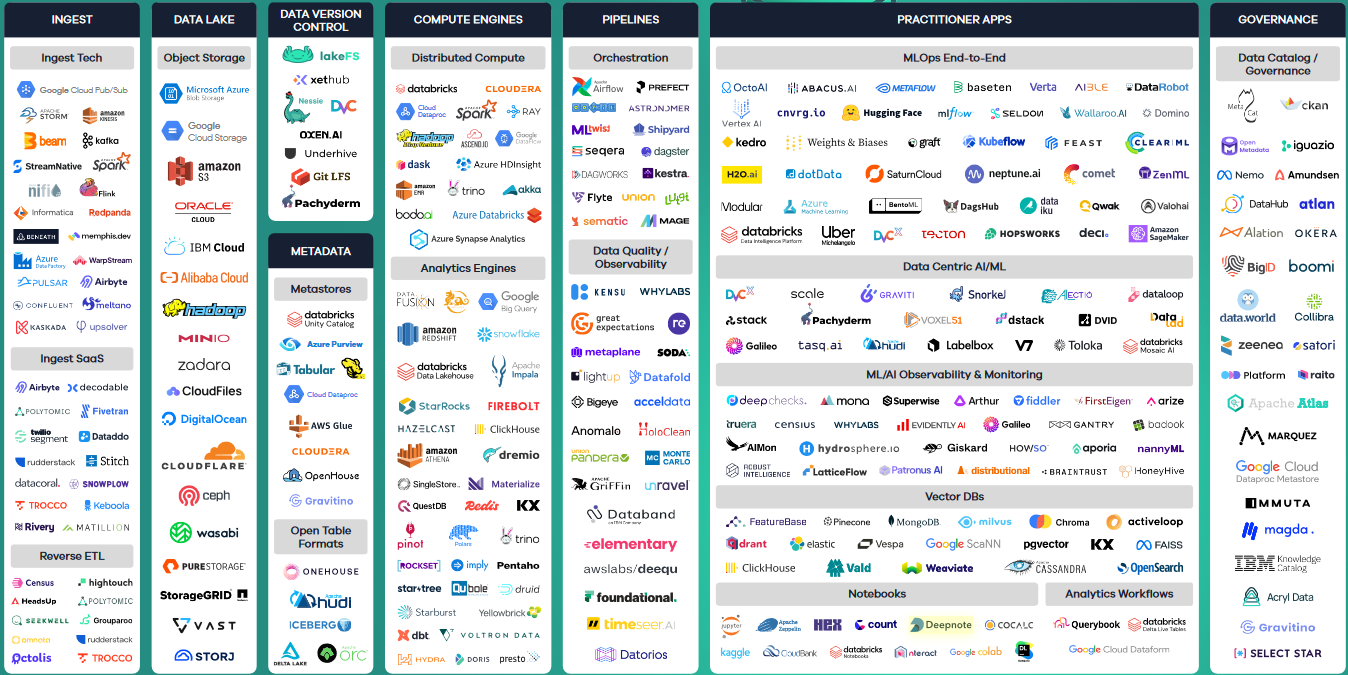 INGEST
Ingest Tech
Google Cloud Pub/Sub
APACHE STORM
amazon KINESIS
beam
kafka
StreamNative
APACHE Spark
nifi
Flink
Informatica
Redpanda
BENEATH
memphis.dev
Azure Data Factory
WarpStream
PULSAR
Airbyte
CONFLUENT
meltano
KASKADA
upsolver
Ingest SaaS
Airbyte
decodable
POLYTOMIC
Fivetran
twilio segment
Dataddo
rudderstack
Stitch
datacoral.
SNOWPLOW
TROCCO
Keboola
Rivery
MATILLION
Reverse ETL
Census
hightouch
HeadsUp
POLYTOMIC
SEEKWELL
Grouparoo
omnata
rudderstack
Octolis
TROCCO
DATA LAKE
Object Storage
Microsoft Azure
Blob Storage
Google
Cloud Storage
amazon
S3
ORACLE
CLOUD
IBM Cloud
Alibaba Cloud
hadoop
MINIO
zadara
CloudFiles
DigitalOcean
CLOUDFLARE
ceph
wasabi
PURESTORAGE
StorageGRID
VAST
STORJ
DATA VERSION
CONTROL
lakeFS
xethub
Nessie
DVC
OXEN.AI
Underhive
Git LFS
Pachyderm
METADATA
Metastores
databricks
Unity Catalog
Azure Purview
Tabular
Cloud Dataproc
AWS Glue
CLOUDERA
OpenHouse
Gravitino
Open Table
Formats
ONEHOUSE
Apache hudi
ICEBERG
DELTA LAKE
orc
COMPUTE ENGINES
Distributed Compute
databricks
CLOUDERA
Cloud Dataproc
APACHE Spark
RAY
hadoop
Map Reduce
ASCEND.IO
Google Dataflow
dask
Azure HDInsight
amazon EMR
trino
akka
bodo.ai
Azure Databricks
Azure Synapse Analytics
Analytics Engines
DATA FUSION
Google
Big Query
amazon
REDSHIFT
snowflake
databricks
Data Lakehouse
APACHE Impala
StarRocks
FIREBOLT
HAZELCAST
ClickHouse
amazon
ATHENA
dremio
SingleStore
Materialize
QuestDB
Redis
KX
pinot
Polars
trino
ROCKSET
imply
Pentaho
startree
Qubole
druid
Starburst
Yellowbrick
dbt
VOLTRON DATA
HYDRA
DORIS
presto
PIPELINES
Orchestration
Apache Airflow
PREFECT
ASTRONOMER
MLtwist
Shipyard
seqera
dagster
DAGWORKS
kestra
Flyte
union
Luigi
sematic
MAGE
Data Quality /
Observability
KENSU
WHYLABS
great
expectations
re
metaplane
SODA
lightup
Datafold
Bigeye
acceldata
Anomalo
HoloClean
UNION pandera
MC MONTE CARLO
APACHE GRIFFIN
unravel
Databand
an IBM Company
elementary
awslabs/deequ
foundational.
timeseer.AI
Datorios
PRACTITIONER APPS
MLOps End-to-End
OctoAI
ABACUS.AI
METAFLOW
baseten
Verta
AIBLE
DataRobot
Vertex AI
cnvrg.io
Hugging Face
mlflow
SELDON
Wallaroo.AI
Domino
kedro
Weights & Biases
graft
Kubeflow
FEAST
CLEAR|ML
H2O.ai
dotData
SaturnCloud
neptune.ai
comet
ZenML
Modular
Azure
Machine Learning
BentoML
DagsHub
data
iku
Qwak
Valohai
databricks
Data Intelligence Platform
Uber
Michelangelo
DVCX
TECTON
HOPSWORKS
deci.
Amazon
SageMaker
Data Centric AI/ML
DVCX
scale
GRAVITI
Snorkel
ALECTIO
dataloop
.stack
Pachyderm
VOXEL51
dstack
DVID
Data lad
Galileo
tasq.ai
Apache hudi
Labelbox
V7
Toloka
databricks
Mosaic AI
ML/AI Observability & Monitoring
deepchecks.
mona
Superwise
Arthur
fiddler
FirstEigen
arize
truera
censius
WHYLABS
EVIDENTLY AI
Galileo
GANTRY
bacook
AIMon
hydrosphere.io
Giskard
HOWSO
aporia
nannyML
ROBUST
INTELLIGENCE
LatticeFlow
Patronus AI
distributional
BRAINTRUST
HoneyHive
Vector DBs
FeatureBase
Pinecone
MongoDB
milvus
Chroma
activeloop
qdrant
elastic
Vespa
Google ScaNN
pgvector
KX
FAISS
ClickHouse
Vald
Weaviate
APACHE CASSANDRA
OpenSearch
Notebooks
jupyter
Apache Zeppelin
HEX
count
Deepnote
COCALC
kaggle
CloudBank
databricks
Notebooks
nteract
Google colab
DL
Analytics Workflows
Querybook
databricks
Delta Live Tables
Google Cloud Dataform
GOVERNANCE
Data Catalog /
Governance
Meta Cat
ckan
Open Metadata
iguazio
Nemo
Amundsen
DataHub
atlan
Alation
OKERA
BigID
boomi
data.world
Collibra
zeenea
satori
Platform
raito
Apache Atlas
MARQUEZ
Google Cloud
Dataproc Metastore
IMMUTA
magda.
IBM Knowledge
Catalog
Acryl Data
Gravitino
SELECT STAR